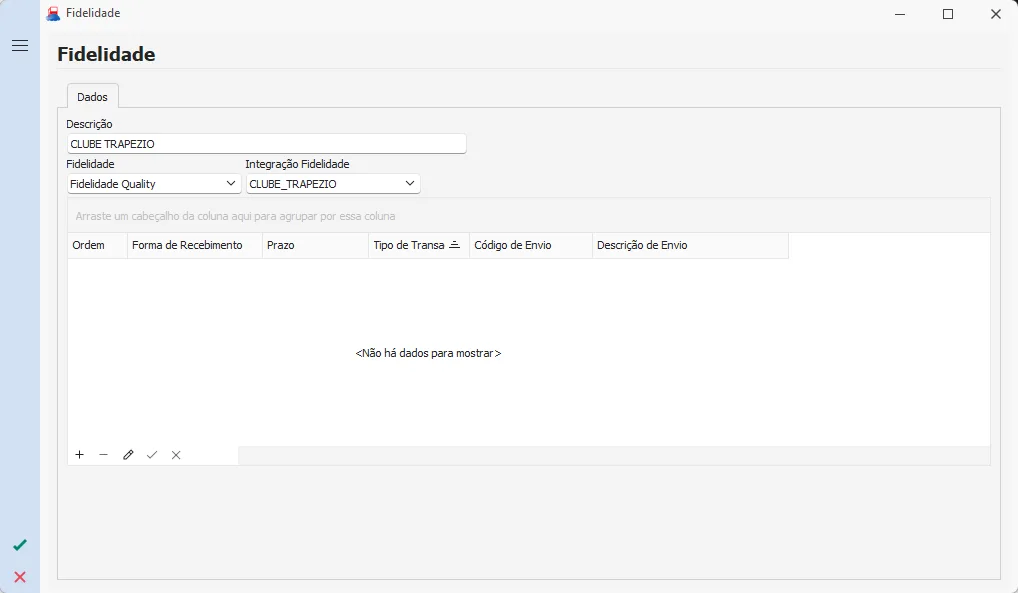 Fidelidade
Fidelidade
Dados
Descrição
CLUBE TRAPEZIO
Fidelidade Integração Fidelidade
Fidelidade Quality CLUBE_TRAPEZIO
Arraste um cabeçalho da coluna aqui para agrupar por essa coluna
Ordem Forma de Recebimento Prazo Tipo de Transa Código de Envio Descrição de Envio
<Não há dados para mostrar>